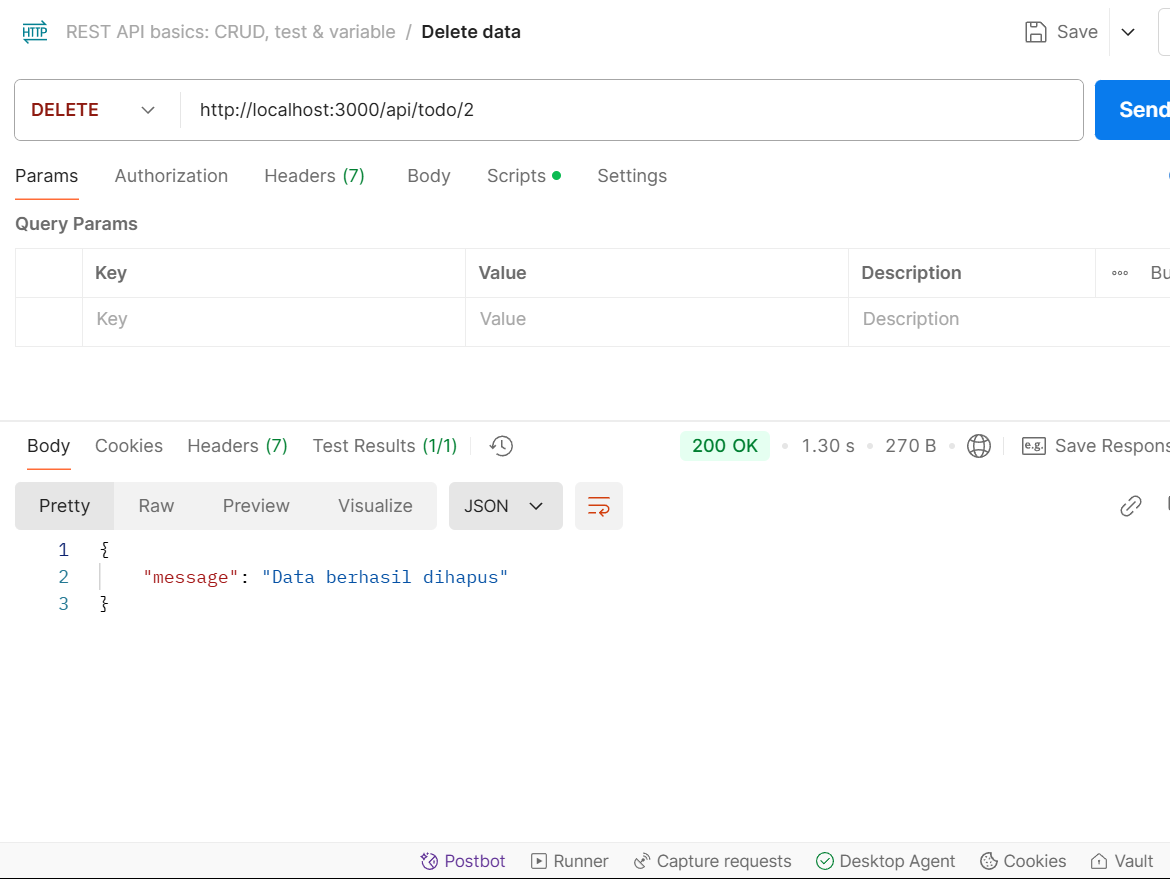 HTTP REST API basics: CRUD, test & variable / Delete data Save
DELETE http://localhost:3000/api/todo/2 Send
Params Authorization Headers (7) Body Scripts Settings
Query Params
Key Value Description Bu
Key Value Description
Body Cookies Headers (7) Test Results (1/1) 200 OK 1.30 s 270 B e.g. Save Respons
Pretty Raw Preview Visualize JSON
1 {
2 "message": "Data berhasil dihapus"
3 }
Postbot Runner Capture requests Desktop Agent Cookies Vault